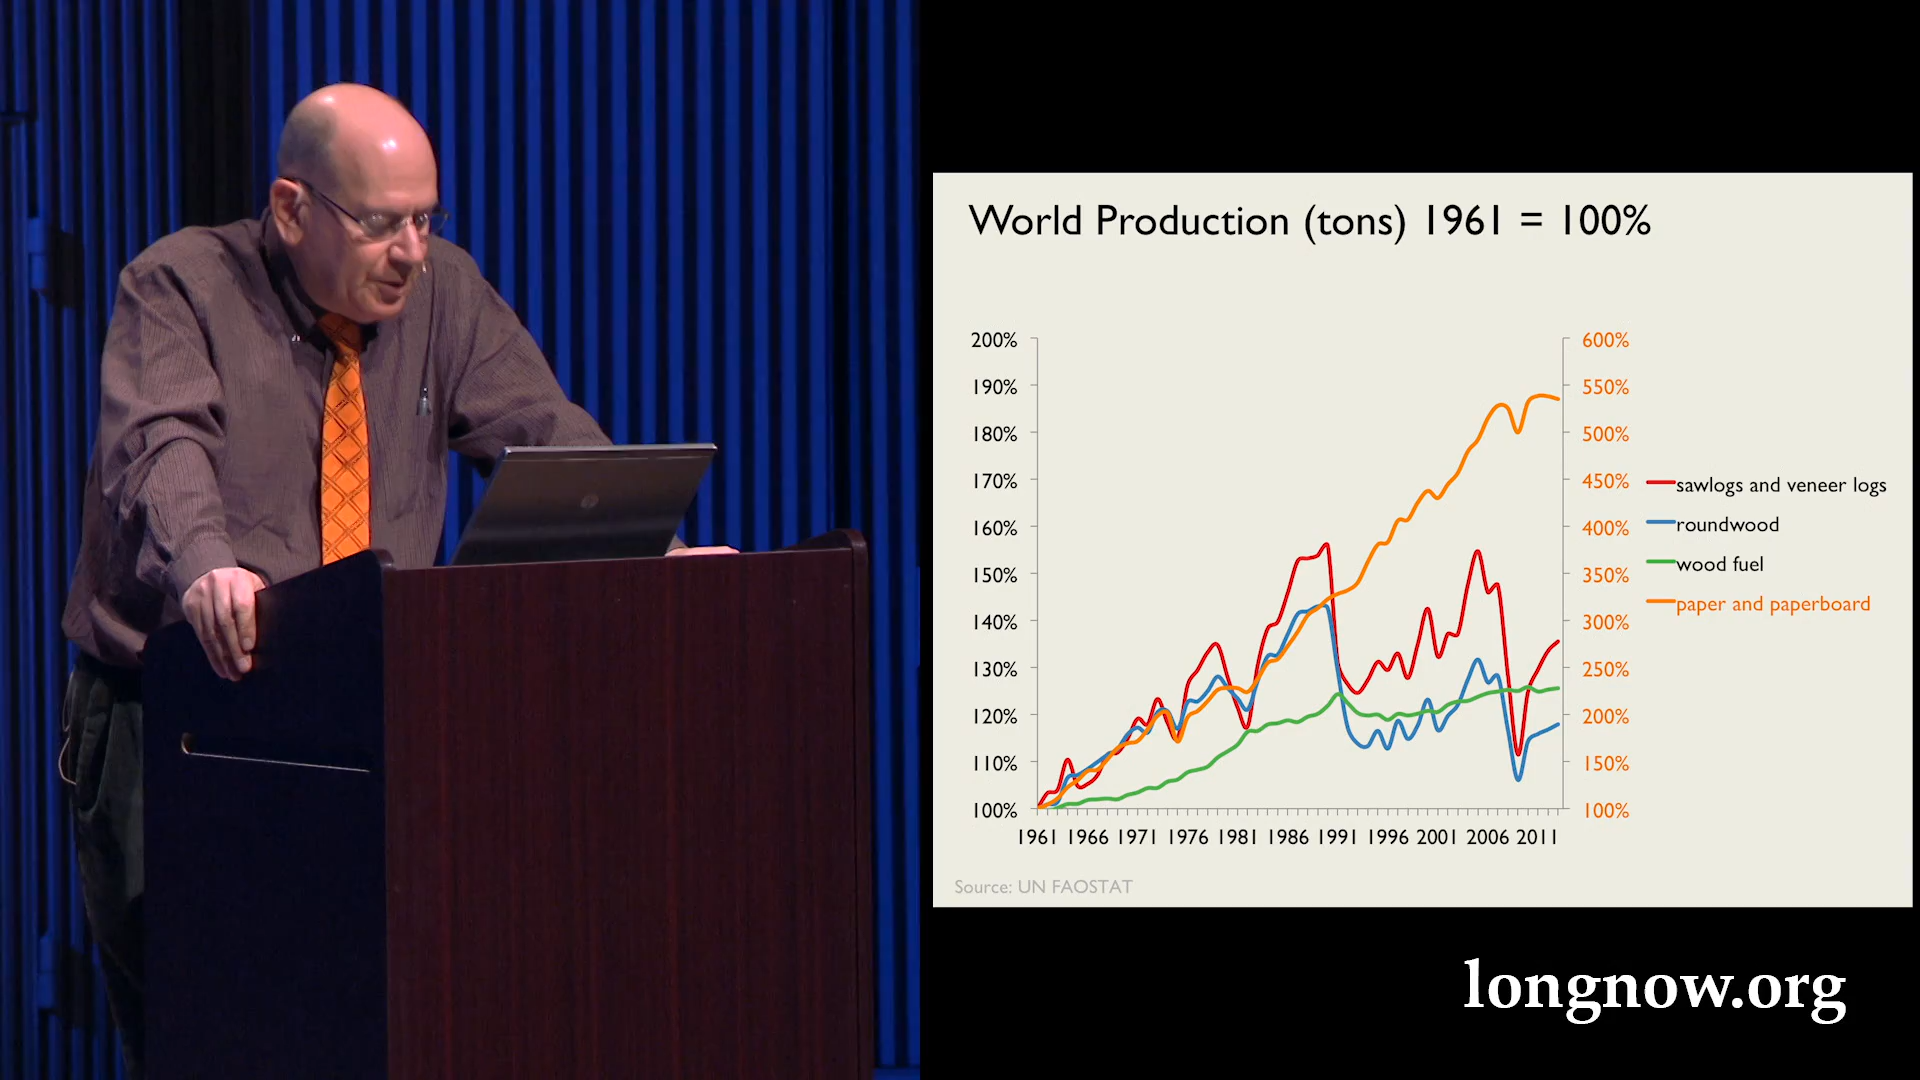 World Production (tons) 1961 = 100%
200%
190%
180%
170%
160%
150%
140%
130%
120%
110%
100%
600%
550%
500%
450%
400%
350%
300%
250%
200%
150%
100%
sawlogs and veneer logs
roundwood
wood fuel
paper and paperboard
1961 1966 1971 1976 1981 1986 1991 1996 2001 2006 2011
Source: UN FAOSTAT
longnow.org